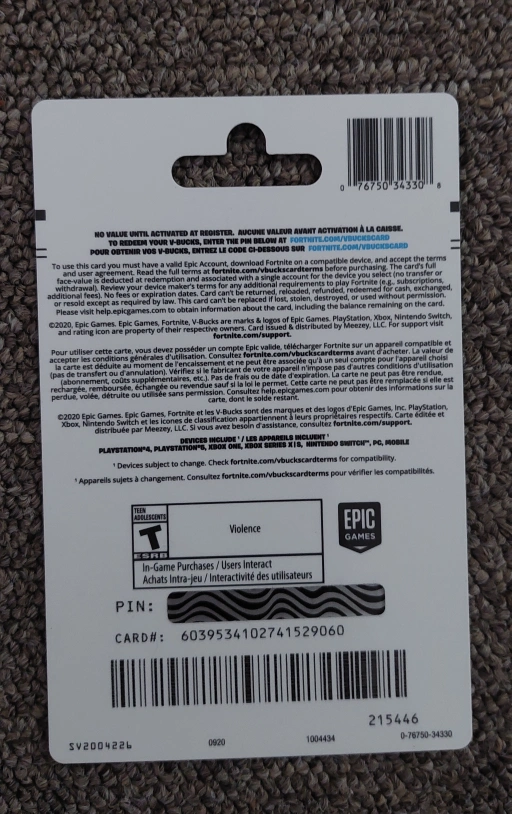 0 76750 34330 8
NO VALUE UNTIL ACTIVATED AT REGISTER. AUCUNE VALEUR AVANT ACTIVATION À LA CAISSE.
TO REDEEM YOUR V-BUCKS, ENTER THE PIN BELOW AT FORTNITE.COM/VBUCKSCARD
POUR OBTENIR VOS V-BUCKS, ENTREZ LE CODE CI-DESSOUS SUR FORTNITE.COM/VBUCKSCARD
To use this card you must have a valid Epic Account, download Fortnite on a compatible device, and accept the terms
and user agreement. Read the full terms at fortnite.com/vbuckscardterms before purchasing. The card's full
face-value is deducted at redemption and associated with a single account for the device you select (no transfer or
withdrawal). Review your device maker's terms for any additional requirements to play Fortnite (e.g., subscriptions,
additional fees). No fees or expiration dates. Card can't be returned, reloaded, refunded, redeemed for cash, exchanged,
or resold except as required by law. This card can't be replaced if lost, stolen, destroyed, or used without permission.
Please visit help.epicgames.com to obtain information about the card, including the balance remaining on the card.
©2020, Epic Games. Epic Games, Fortnite, V-Bucks are marks & logos of Epic Games. PlayStation, Xbox, Nintendo Switch,
and rating icon are property of their respective owners. Card issued & distributed by Meezey, LLC. For support visit
fortnite.com/support.
Pour utiliser cette carte, vous devez posséder un compte Epic valide, télécharger Fortnite sur un appareil compatible et
accepter les conditions générales d'utilisation. Consultez fortnite.com/vbuckscardterms avant d'acheter. La valeur de
la carte est déduite au moment de l'encaissement et ne peut être associée qu'à un seul compte pour l'appareil choisi
(pas de transfert ou d'annulation). Vérifiez si le fabricant de votre appareil n'impose pas d'autres conditions d'utilisation
(abonnement, coûts supplémentaires, etc.). Pas de frais ou de date d'expiration. La carte ne peut pas être rendue,
rechargée, remboursée, échangée ou revendue sauf si la loi le permet. Cette carte ne peut pas être remplacée si elle est
perdue, volée, détruite ou utilisée sans permission. Consultez help.epicgames.com pour obtenir des informations sur la
carte, dont le solde restant.
©2020 Epic Games. Epic Games, Fortnite et les V-Bucks sont des marques et des logos d'Epic Games, Inc. PlayStation,
Xbox, Nintendo Switch et les icones de classification appartiennent à leurs propriétaires respectifs. Carte éditée et
distribuée par Meezey, LLC. Si vous avez besoin d'assistance, consultez fortnite.com/support.
DEVICES INCLUDE¹ / LES APPAREILS INCLUENT¹
PLAYSTATION®4, PLAYSTATION®5, XBOX ONE, XBOX SERIES X|S, NINTENDO SWITCH™, PC, MOBILE
¹ Devices subject to change. Check fortnite.com/vbuckscardterms for compatibility.
¹ Appareils sujets à changement. Consultez fortnite.com/vbuckscardterms pour vérifier les compatibilités.
TEEN
ADOLESCENTS
T
ESRB
Violence
In-Game Purchases / Users Interact
Achats Intra-jeu / Interactivité des utilisateurs
EPIC
GAMES
PIN:
CARD#: 6039534102741529060
215446
SV2004226 0920 1004434 0-76750-34330